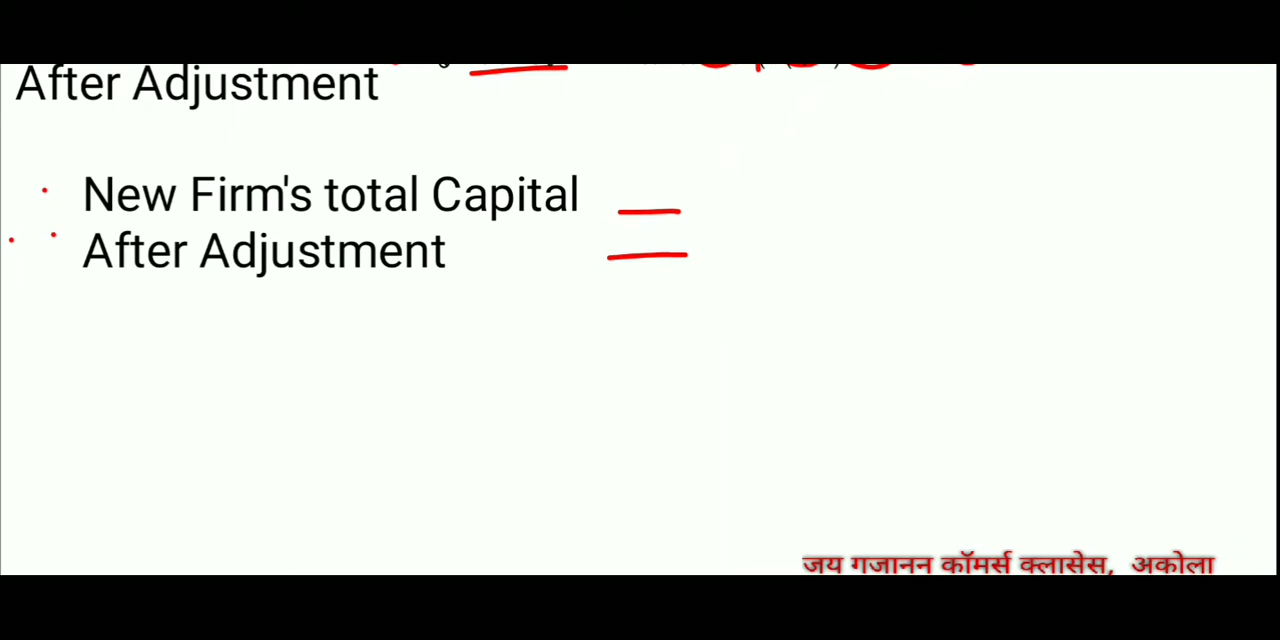 After Adjustment
New Firm's total Capital =
After Adjustment
जय गजानन कॉमर्स क्लासेस, अकोला